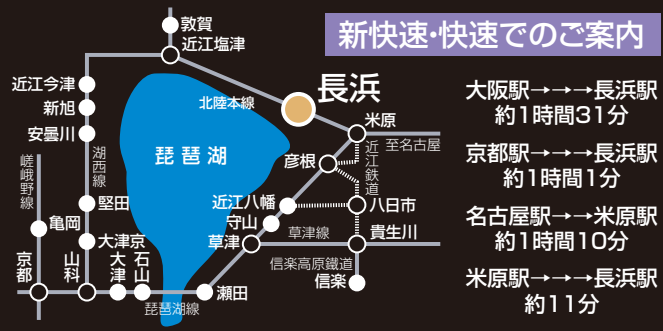 敦賀
近江塩津
新快速・快速でのご案内
近江今津
新旭
安曇川
北陸本線
長浜
大阪駅→→→長浜駅
約1時間31分
米原
至名古屋
琵琶湖
湖西線
嵯峨野線
彦根
近江鉄道
京都駅→→→長浜駅
約1時間1分
堅田
近江八幡
八日市
守山
名古屋駅→→米原駅
約1時間10分
亀岡
大津京
草津
草津線
貴生川
京都
山科
大津
石山
信楽高原鐵道
信楽
瀬田
琵琶湖線
米原駅→→→長浜駅
約11分